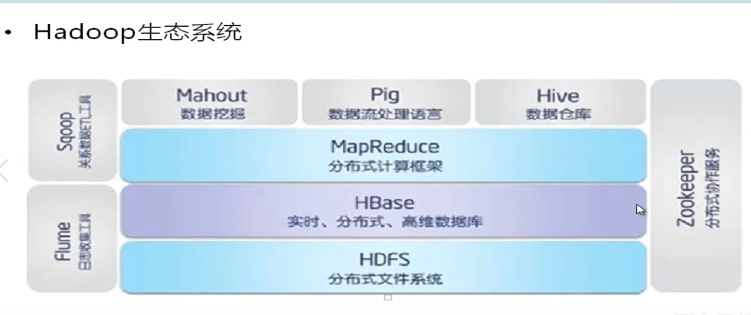 • Hadoop生态系统
Sqoop
关系数据ETL工具
Mahout
数据挖掘
Pig
数据流处理语言
Hive
数据仓库
MapReduce
分布式计算框架
Flume
日志收集工具
HBase
实时、分布式、高维数据库
HDFS
分布式文件系统
Zookeeper
分布式协作服务